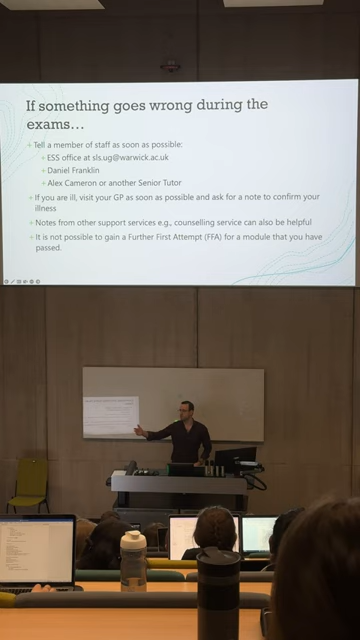 If something goes wrong during the
exams...
Tell a member of staff as soon as possible:
ESS office at sls.ug@warwick.ac.uk
Daniel Franklin
Alex Cameron or another Senior Tutor
If you are ill, visit your GP as soon as possible and ask for a note to confirm your
illness
Notes from other support services e.g., counselling service can also be helpful
It is not possible to gain a Further First Attempt (FFA) for a module that you have
passed.